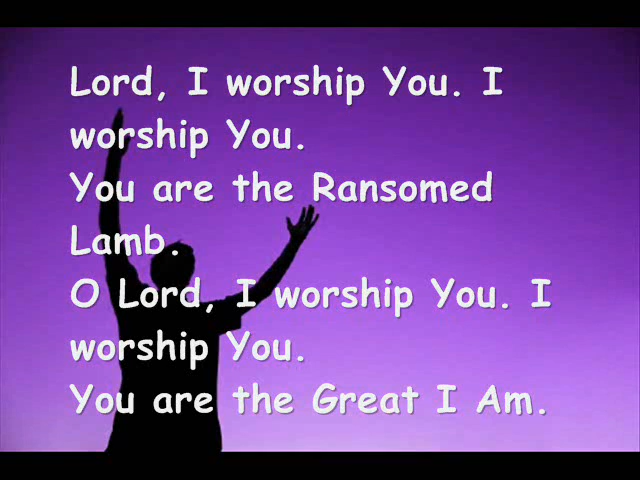 Lord, I worship You. I
worship You.
You are the Ransomed
Lamb.
O Lord, I worship You. I
worship You.
You are the Great I Am.